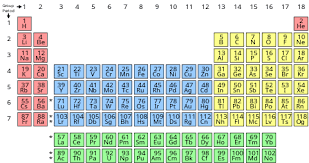 Group →1 2 3 4 5 6 7 8 9 10 11 12 13 14 15 16 17 18
Period
↓
1 1 2
H He
2 3 4 5 6 7 8 9 10
Li Be B C N O F Ne
3 11 12 13 14 15 16 17 18
Na Mg Al Si P S Cl Ar
4 19 20 21 22 23 24 25 26 27 28 29 30 31 32 33 34 35 36
K Ca Sc Ti V Cr Mn Fe Co Ni Cu Zn Ga Ge As Se Br Kr
5 37 38 39 40 41 42 43 44 45 46 47 48 49 50 51 52 53 54
Rb Sr Y Zr Nb Mo Tc Ru Rh Pd Ag Cd In Sn Sb Te I Xe
6 55 56 * 71 72 73 74 75 76 77 78 79 80 81 82 83 84 85 86
Cs Ba Lu Hf Ta W Re Os Ir Pt Au Hg Tl Pb Bi Po At Rn
7 87 88 * 103 104 105 106 107 108 109 110 111 112 113 114 115 116 117 118
Fr Ra Lr Rf Db Sg Bh Hs Mt Ds Rg Cn Nh Fl Mc Lv Ts Og
* 57 58 59 60 61 62 63 64 65 66 67 68 69 70
La Ce Pr Nd Pm Sm Eu Gd Tb Dy Ho Er Tm Yb
* 89 90 91 92 93 94 95 96 97 98 99 100 101 102
Ac Th Pa U Np Pu Am Cm Bk Cf Es Fm Md No